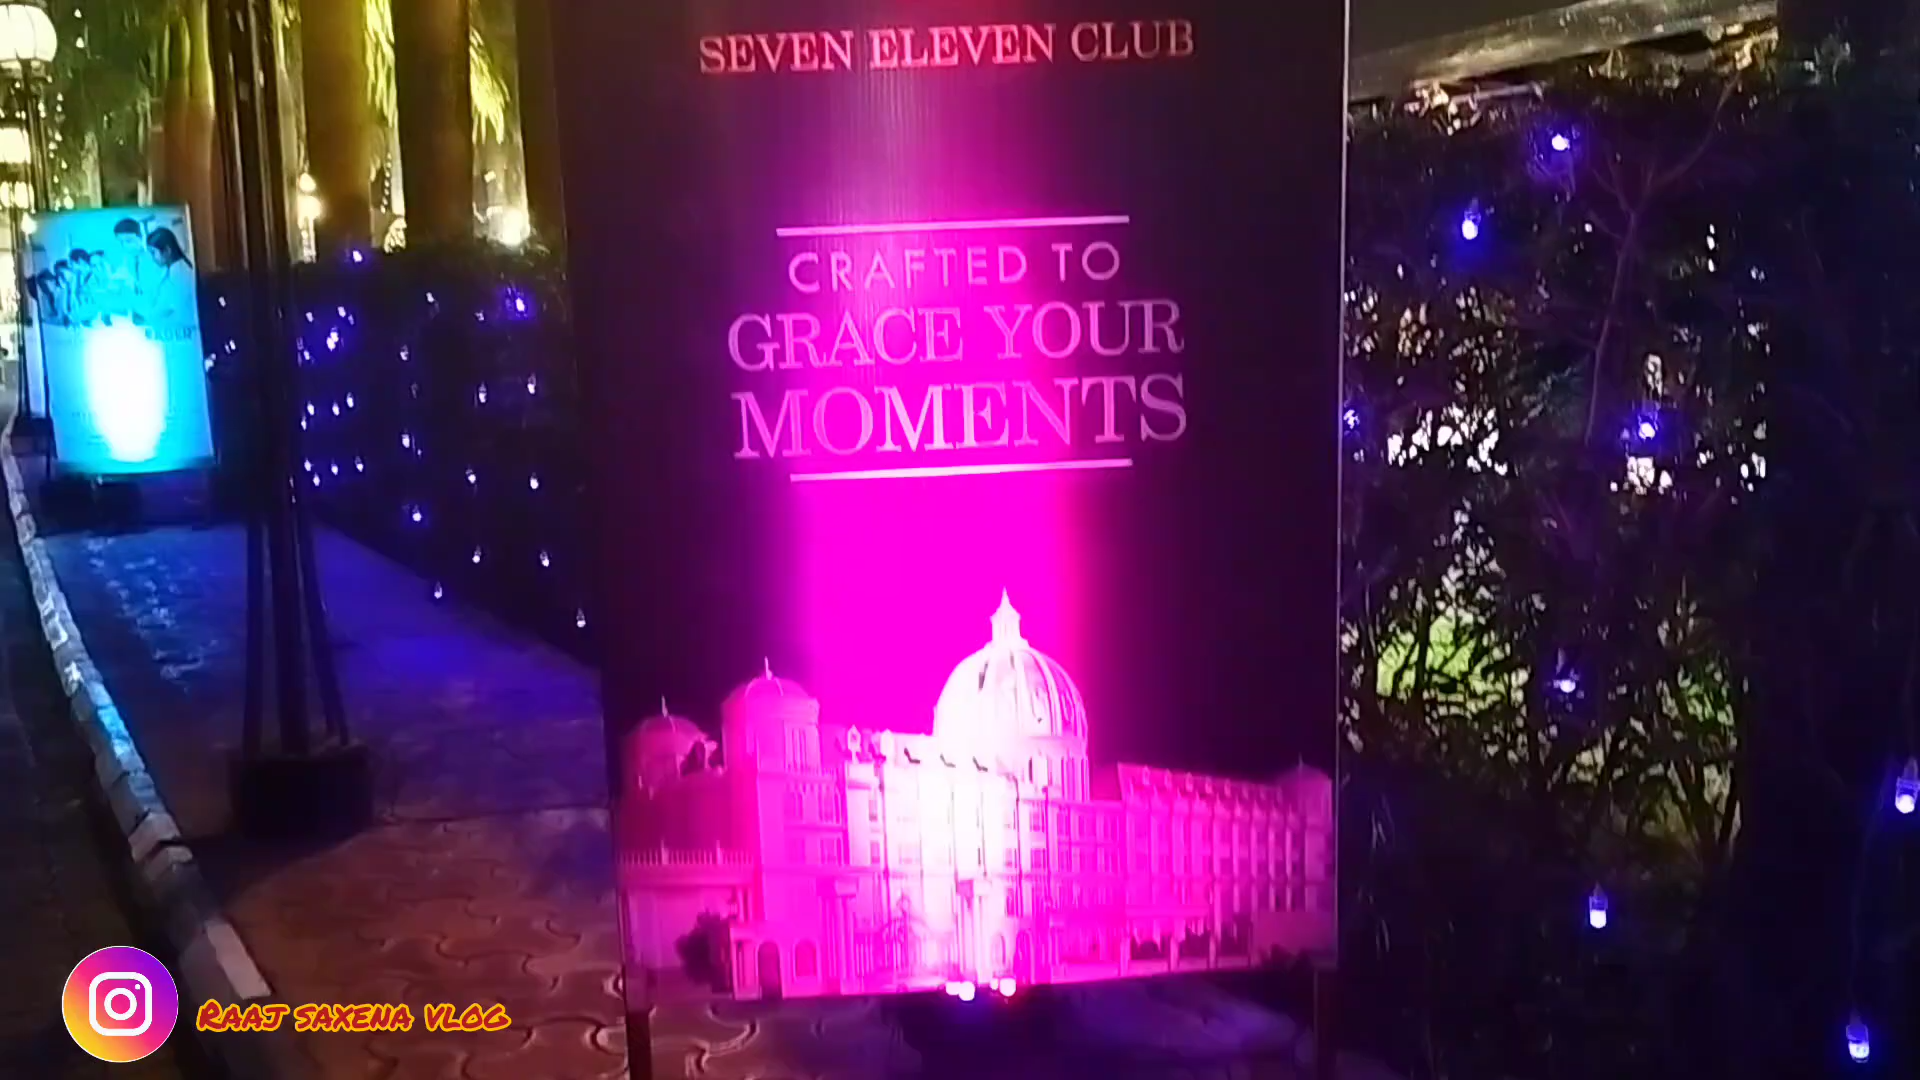 SEVEN ELEVEN CLUB
CRAFTED TO
GRACE YOUR
MOMENTS
RAAJ SAXENA VLOG